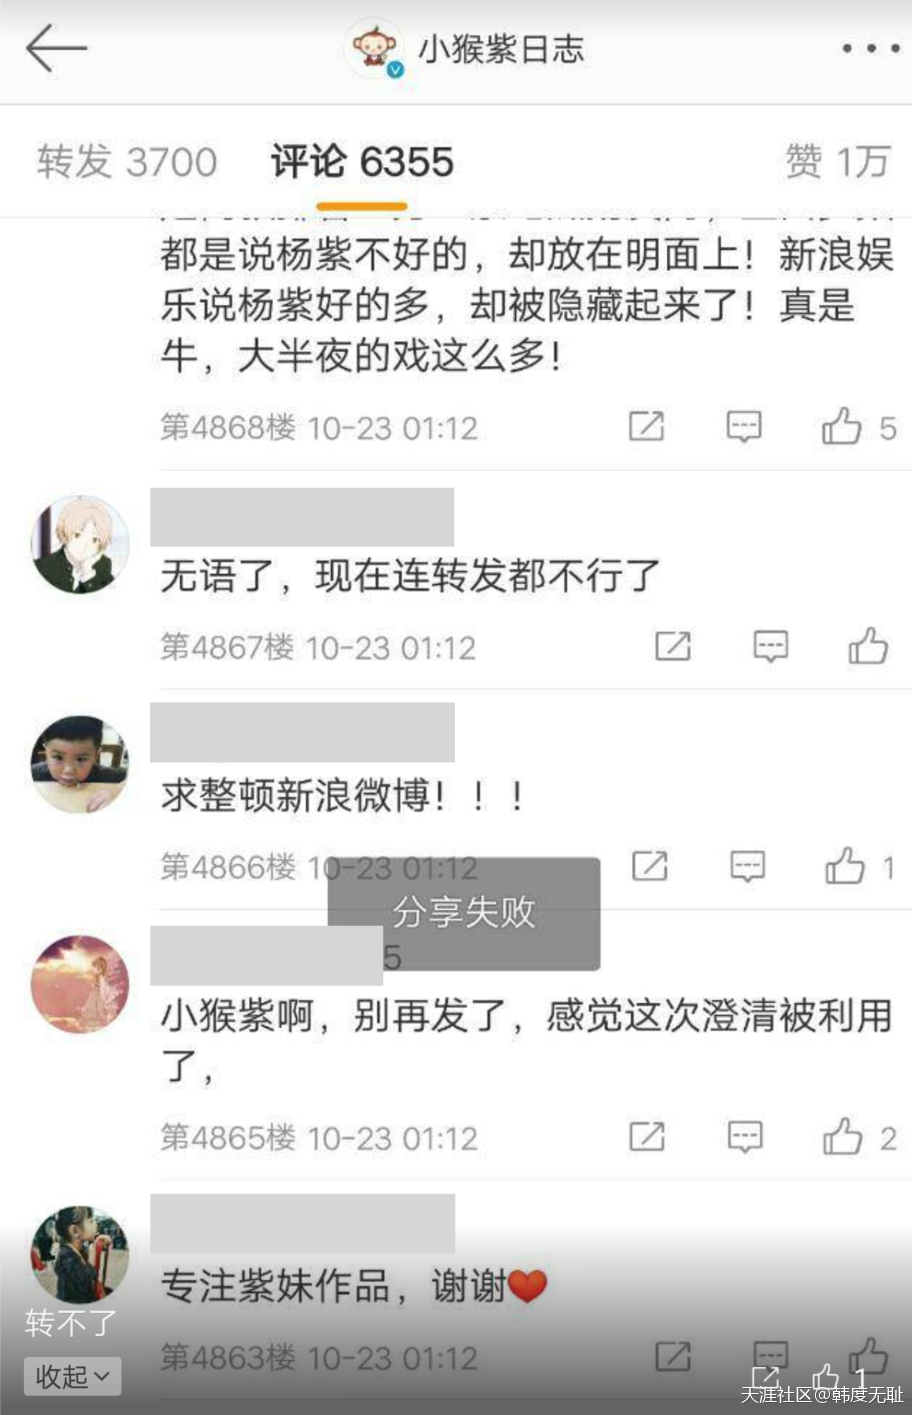 小猴紫日志
转发 3700 评论 6355 赞 1万
都是说杨紫不好的，却放在明面上！新浪娱
乐说杨紫好的多，却被隐藏起来了！真是
牛，大半夜的戏这么多！
第4868楼 10-23 01:12 5
无语了，现在连转发都不行了
第4867楼 10-23 01:12
求整顿新浪微博！！！
第4866楼 10-23 01:12 1
分享失败
5
小猴紫啊，别再发了，感觉这次澄清被利用
了，
第4865楼 10-23 01:12 2
专注紫妹作品，谢谢❤️
转不了
第4863楼 10-23 01:12
收起
1
天涯社区@韩度无耻